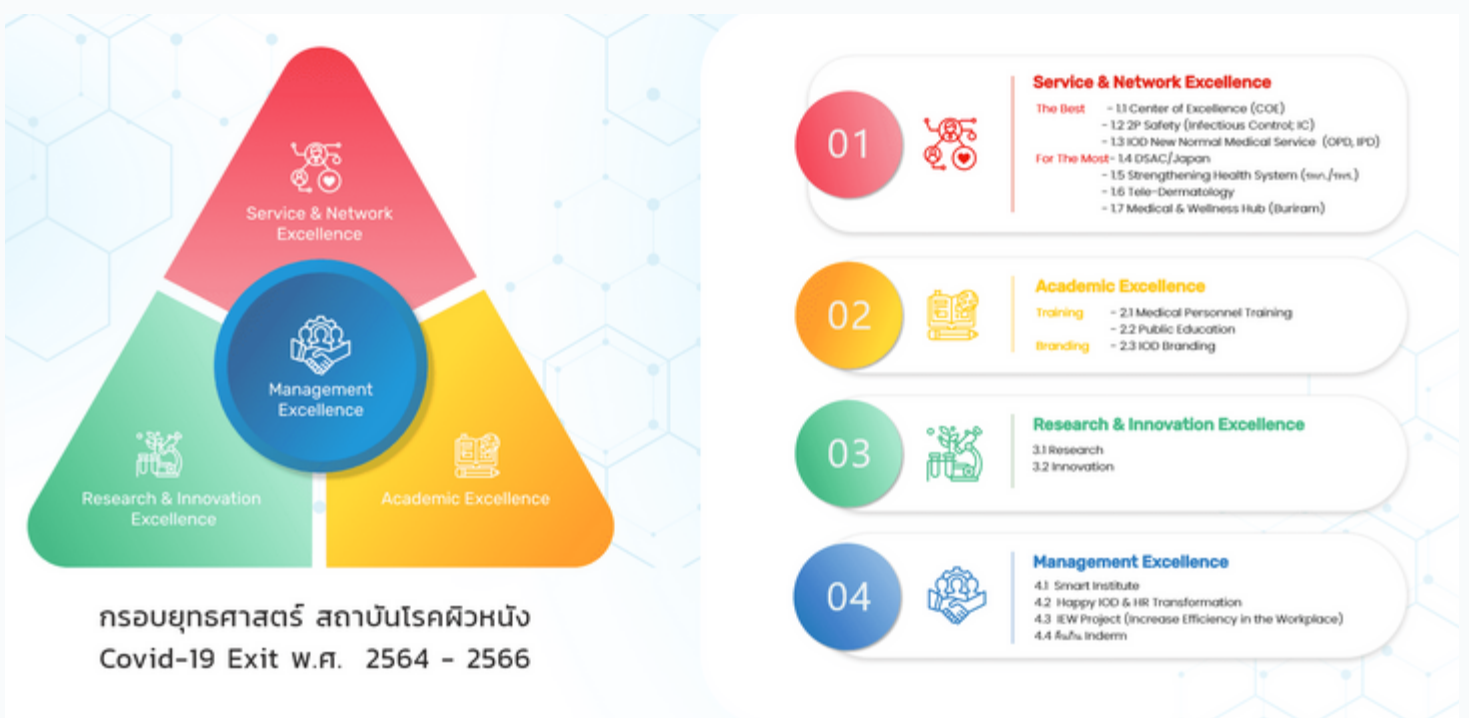 Service & Network
Excellence
Management
Excellence
Research & Innovation
Excellence
Academic Excellence
กรอบยุทธศาสตร์ สถาบันโรคผิวหนัง
Covid-19 Exit พ.ศ. 2564 - 2566
01
Service & Network Excellence
The Best - 1.1 Center of Excellence (COE)
- 1.2 2P Safety (Infectious Control; IC)
- 1.3 IOD New Normal Medical Service (OPD, IPD)
For The Most - 1.4 DSAC/Japan
- 1.5 Strengthening Health System
- 1.6 Tele-Dermatology
- 1.7 Medical & Wellness Hub (Buriram)
02
Academic Excellence
Training - 2.1 Medical Personnel Training
- 2.2 Public Education
Branding - 2.3 IOD Branding
03
Research & Innovation Excellence
3.1 Research
3.2 Innovation
04
Management Excellence
4.1 Smart Institute
4.2 Happy IOD & HR Transformation
4.3 IEW Project (Increase Efficiency in the Workplace)
4.4 Inderm